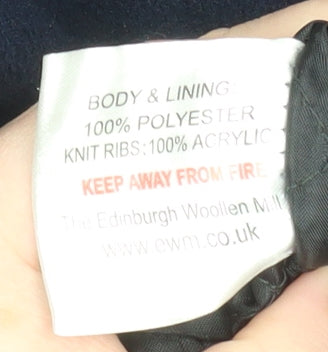 BODY & LINING:
100% POLYESTER
KNIT RIBS:100% ACRYLIC
KEEP AWAY FROM FIRE
The Edinburgh Woollen Mill
www.ewm.co.uk